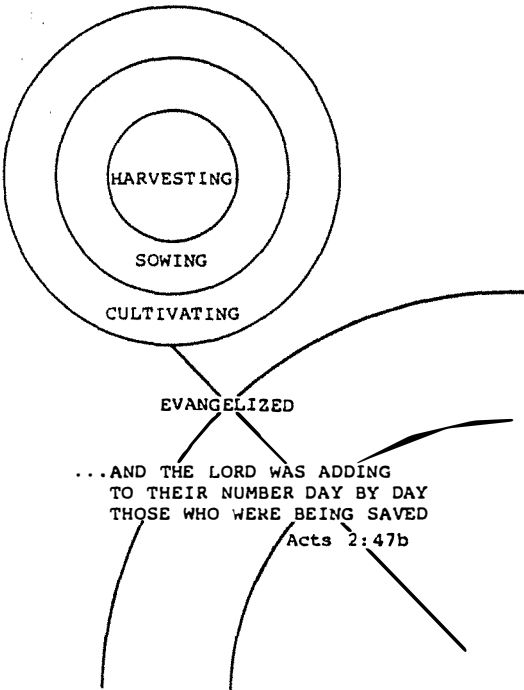 HARVESTING
SOWING
CULTIVATING
EVANGELIZED
...AND THE LORD WAS ADDING
TO THEIR NUMBER DAY BY DAY
THOSE WHO WERE BEING SAVED
Acts 2:47b